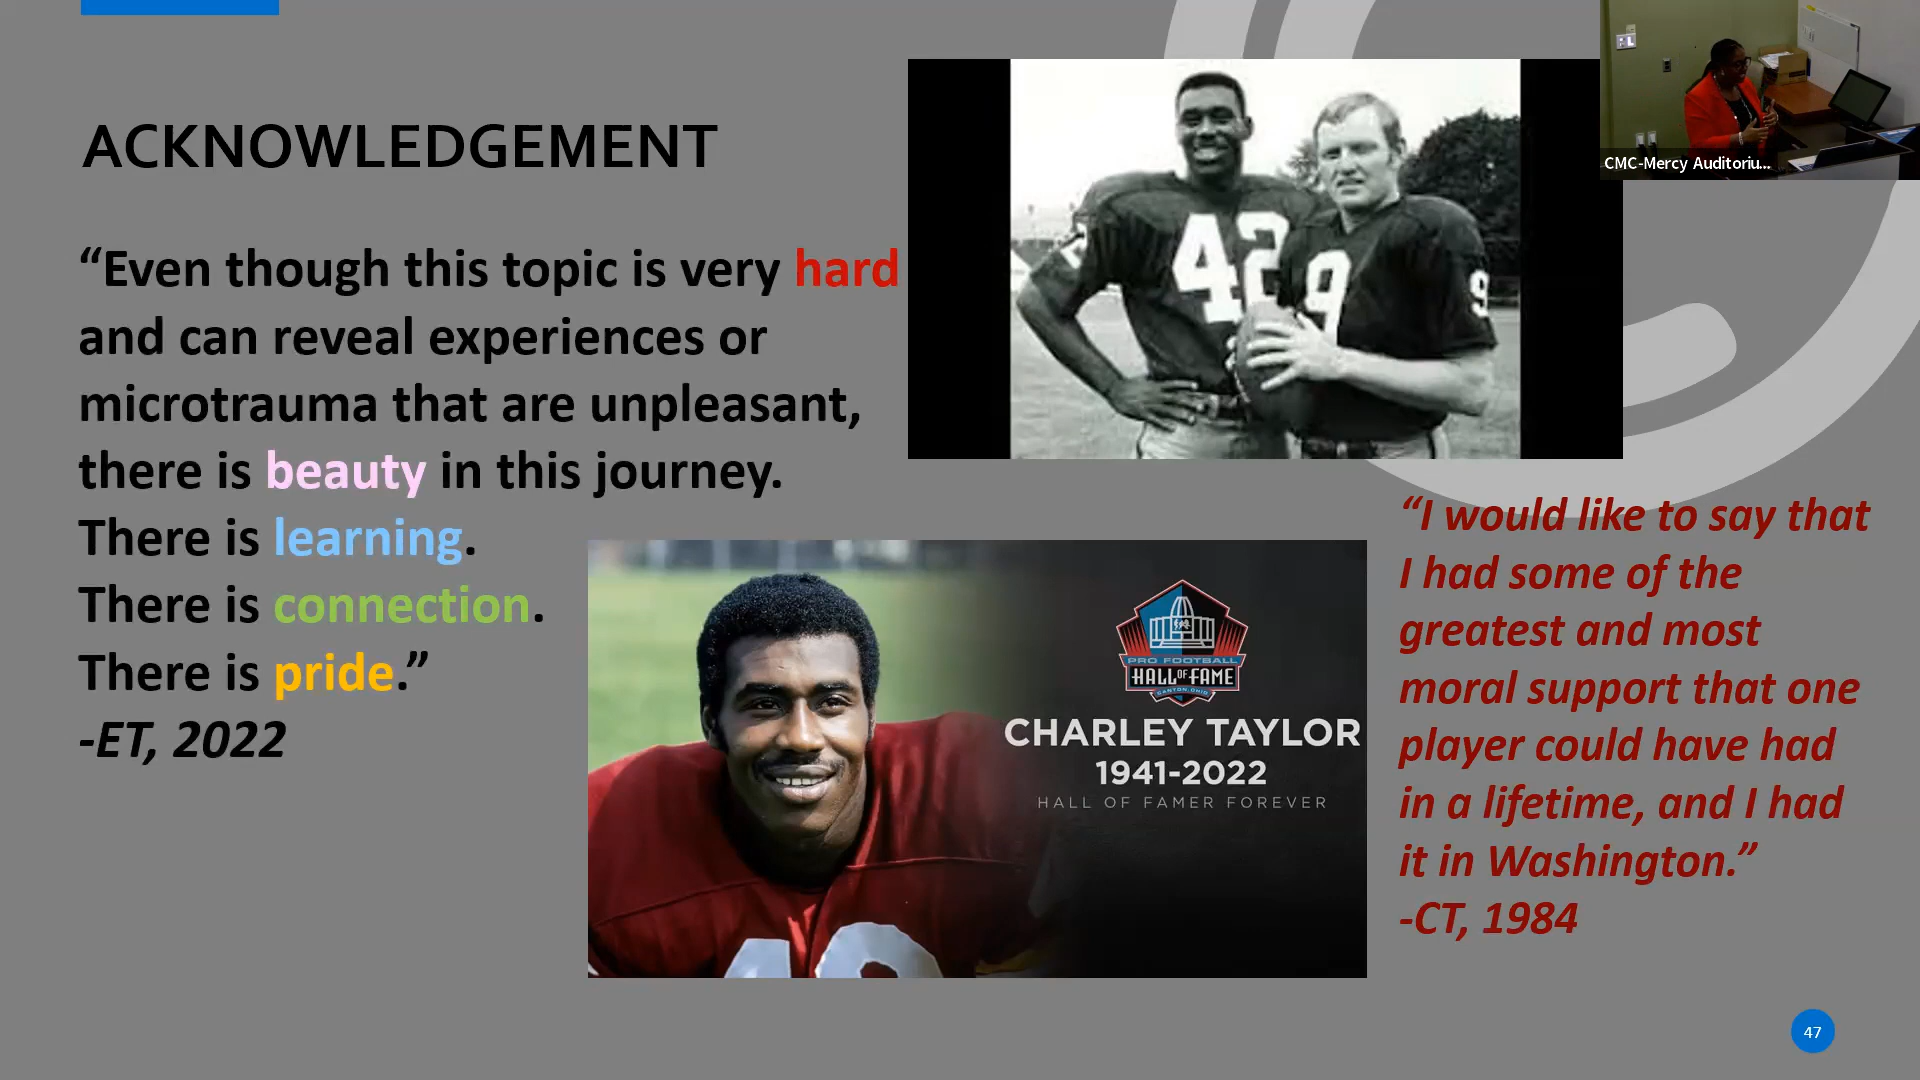 ACKNOWLEDGEMENT
“Even though this topic is very hard
and can reveal experiences or
microtrauma that are unpleasant,
there is beauty in this journey.
There is learning.
There is connection.
There is pride.”
-ET, 2022
42
9
9
CMC-Mercy Auditoriu...
PRO FOOTBALL
HALL OF FAME
CANTON, OHIO
CHARLEY TAYLOR
1941-2022
HALL OF FAMER FOREVER
“I would like to say that
I had some of the
greatest and most
moral support that one
player could have had
in a lifetime, and I had
it in Washington.”
-CT, 1984
47